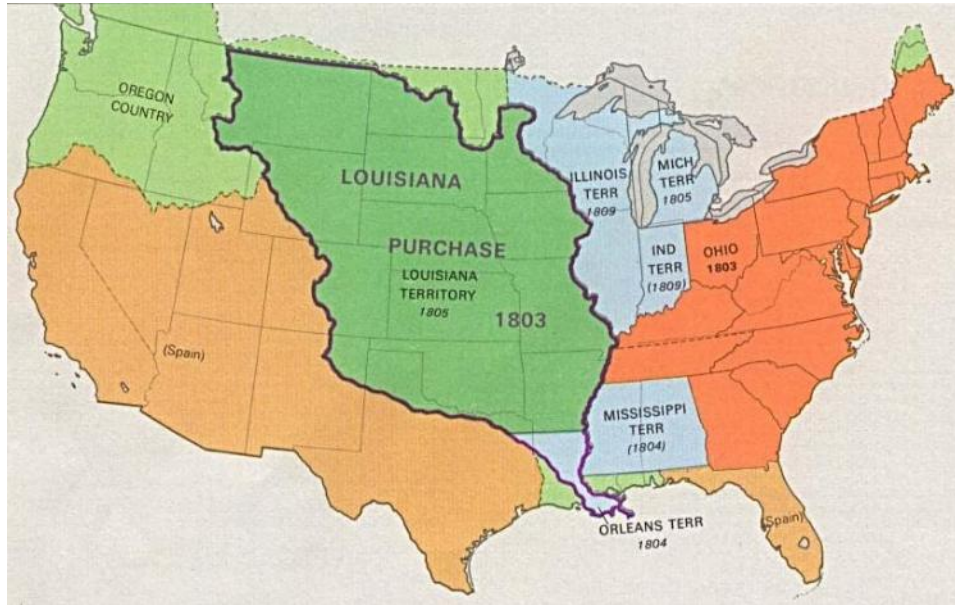 OREGON
COUNTRY
LOUISIANA
PURCHASE
LOUISIANA
TERRITORY
1805
1803
ILLINOIS
TERR
1809
MICH
TERR
1805
IND
TERR
(1809)
OHIO
1803
(Spain)
MISSISSIPPI
TERR
(1804)
ORLEANS TERR
1804
(Spain)